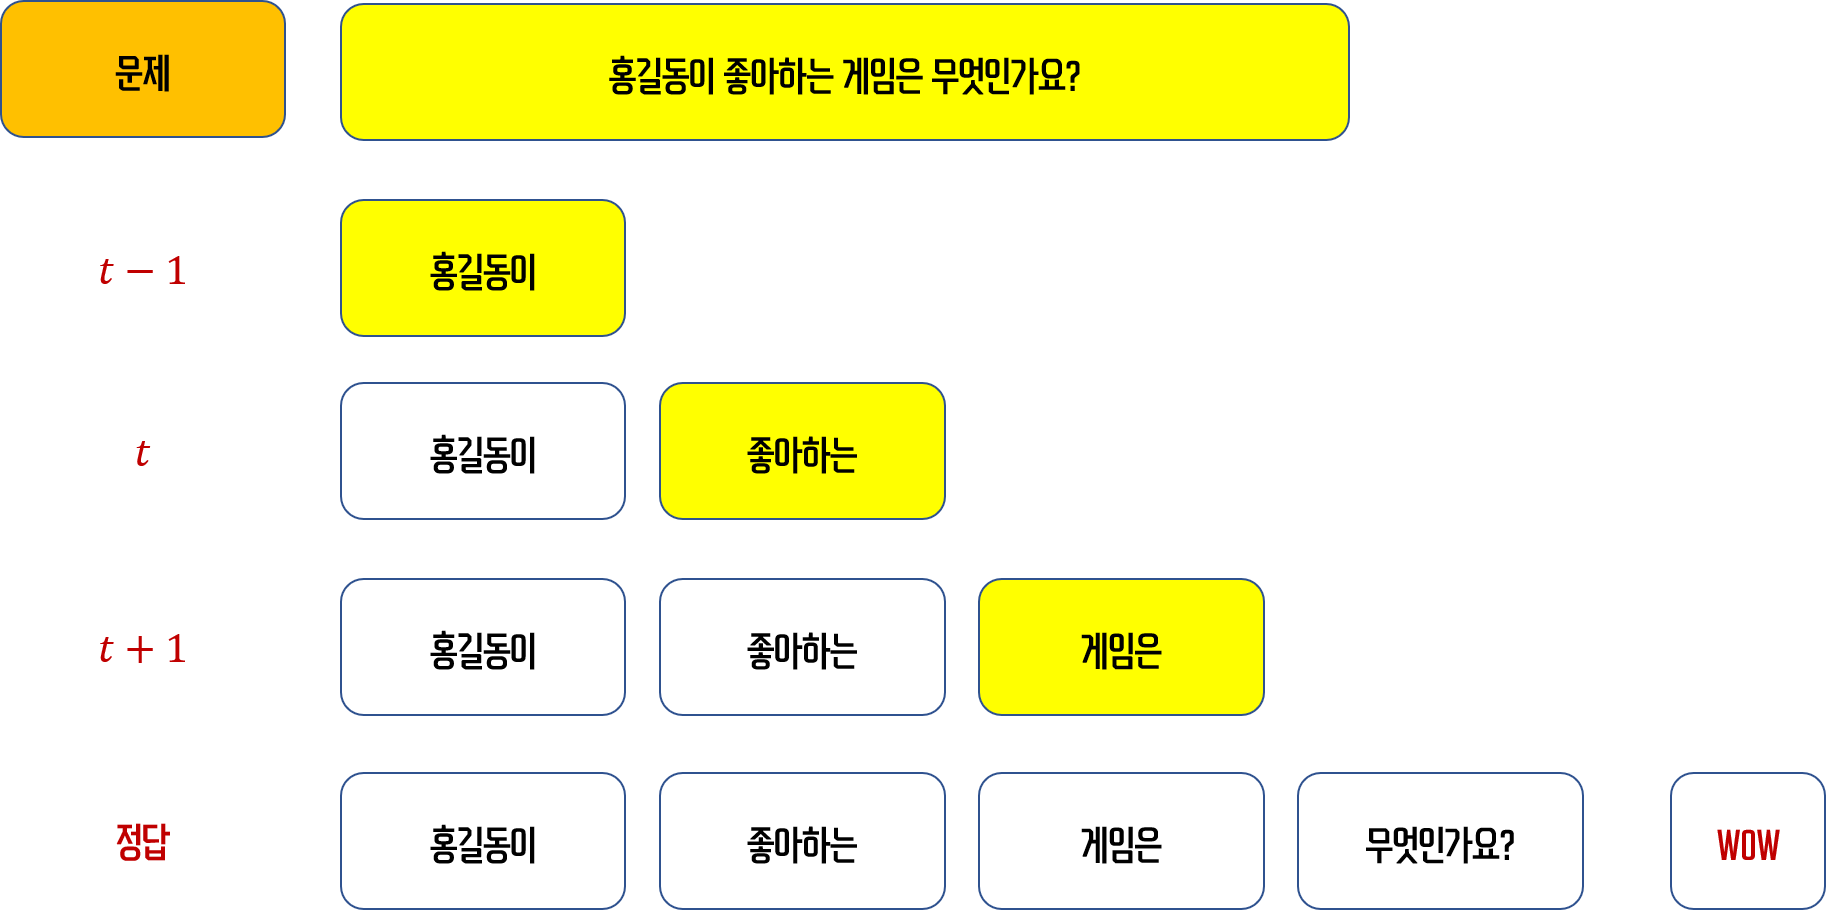 문제
홍길동이 좋아하는 게임은 무엇인가요?
t − 1
홍길동이
t
홍길동이 좋아하는
t + 1
홍길동이 좋아하는 게임은
정답
홍길동이 좋아하는 게임은 무엇인가요? WOW